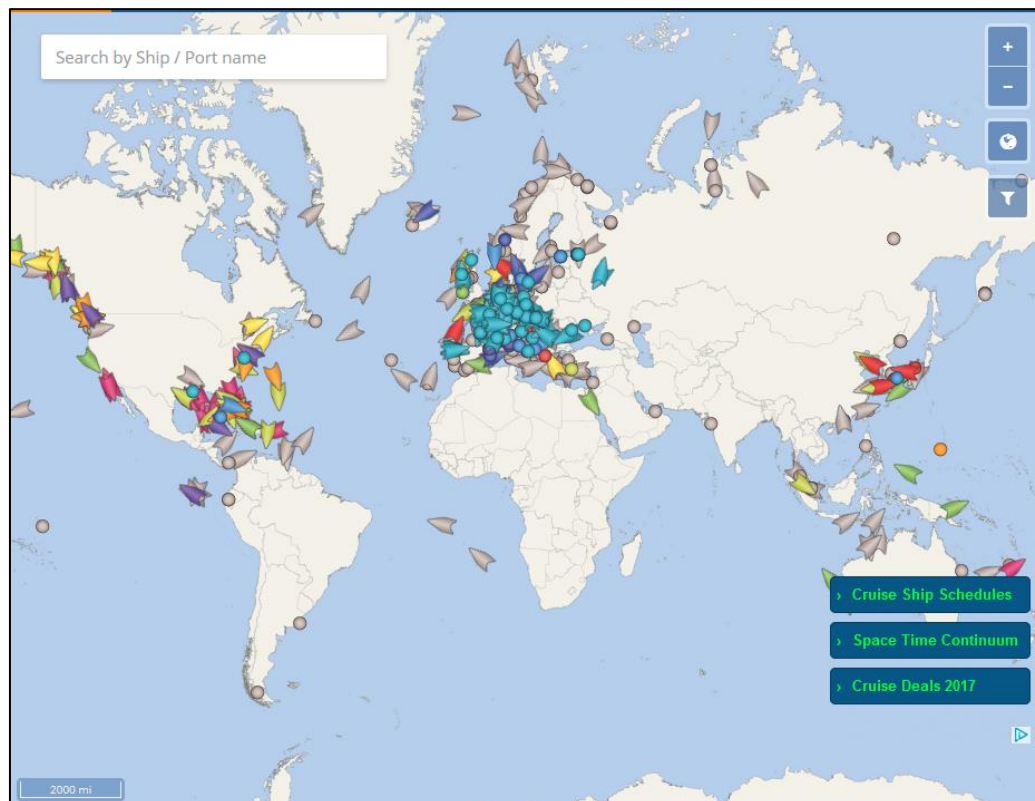 Search by Ship / Port name
+
−
› Cruise Ship Schedules
› Space Time Continuum
› Cruise Deals 2017
2000 mi